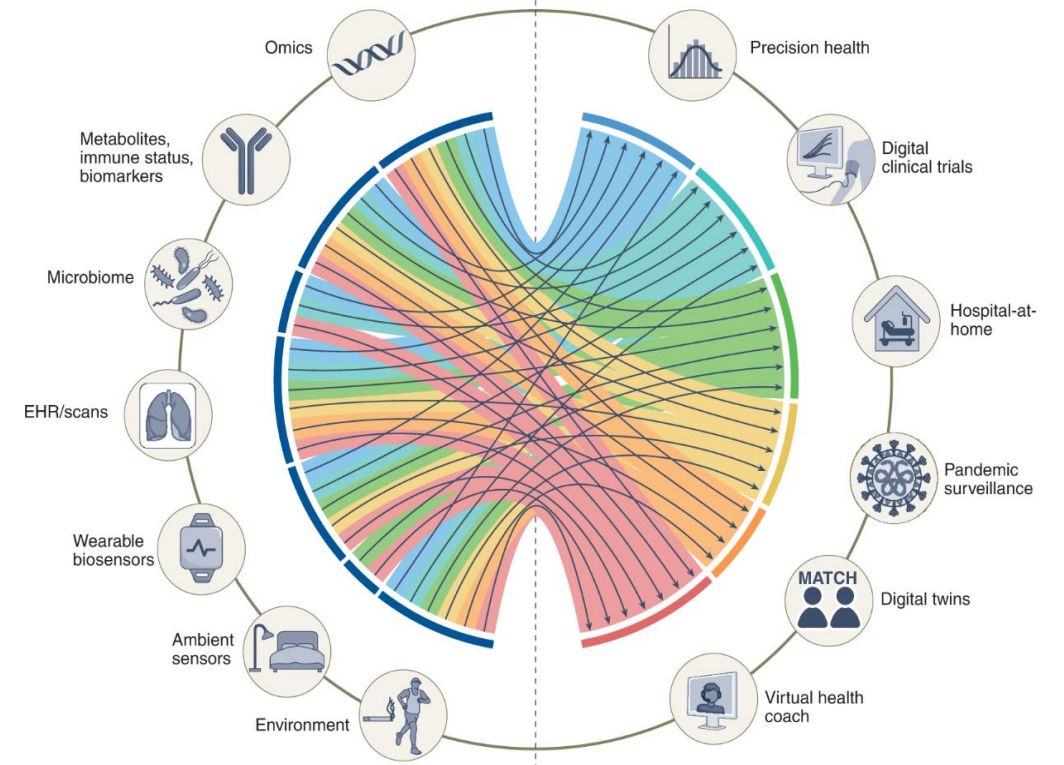 Omics
Metabolites,
immune status,
biomarkers
Microbiome
EHR/scans
Wearable
biosensors
Ambient
sensors
Environment
Precision health
Digital
clinical trials
Hospital-at-
home
Pandemic
surveillance
MATCH
Digital twins
Virtual health
coach